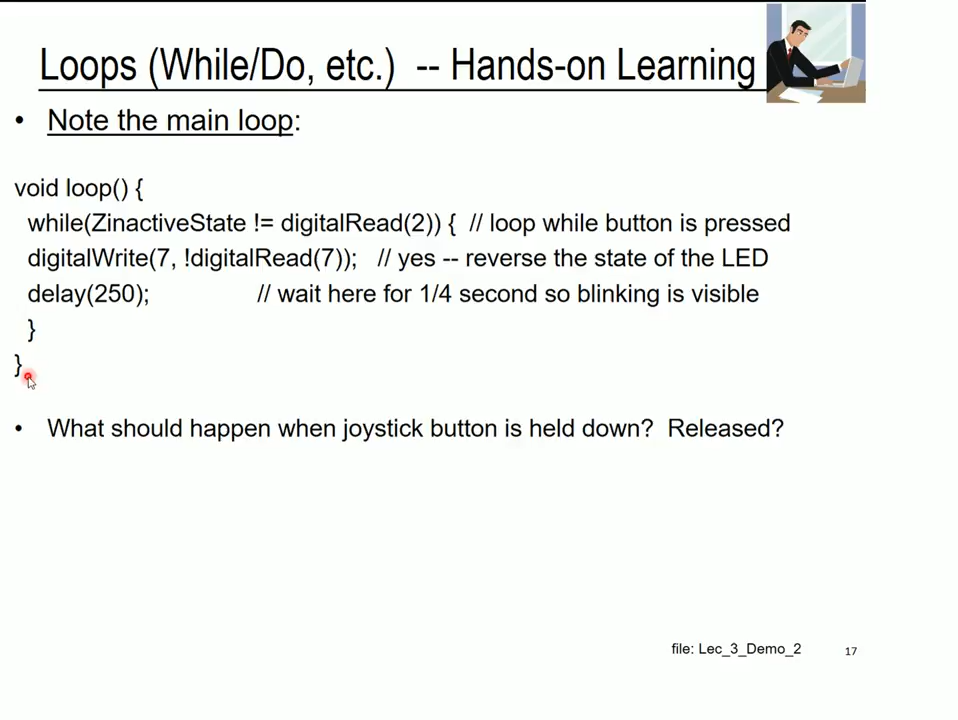 Loops (While/Do, etc.)  -- Hands-on Learning
• Note the main loop:
void loop() {
while(ZinactiveState != digitalRead(2)) {  // loop while button is pressed
digitalWrite(7, !digitalRead(7));   // yes -- reverse the state of the LED
delay(250);                // wait here for 1/4 second so blinking is visible
}
}
• What should happen when joystick button is held down?  Released?
file: Lec_3_Demo_2
17